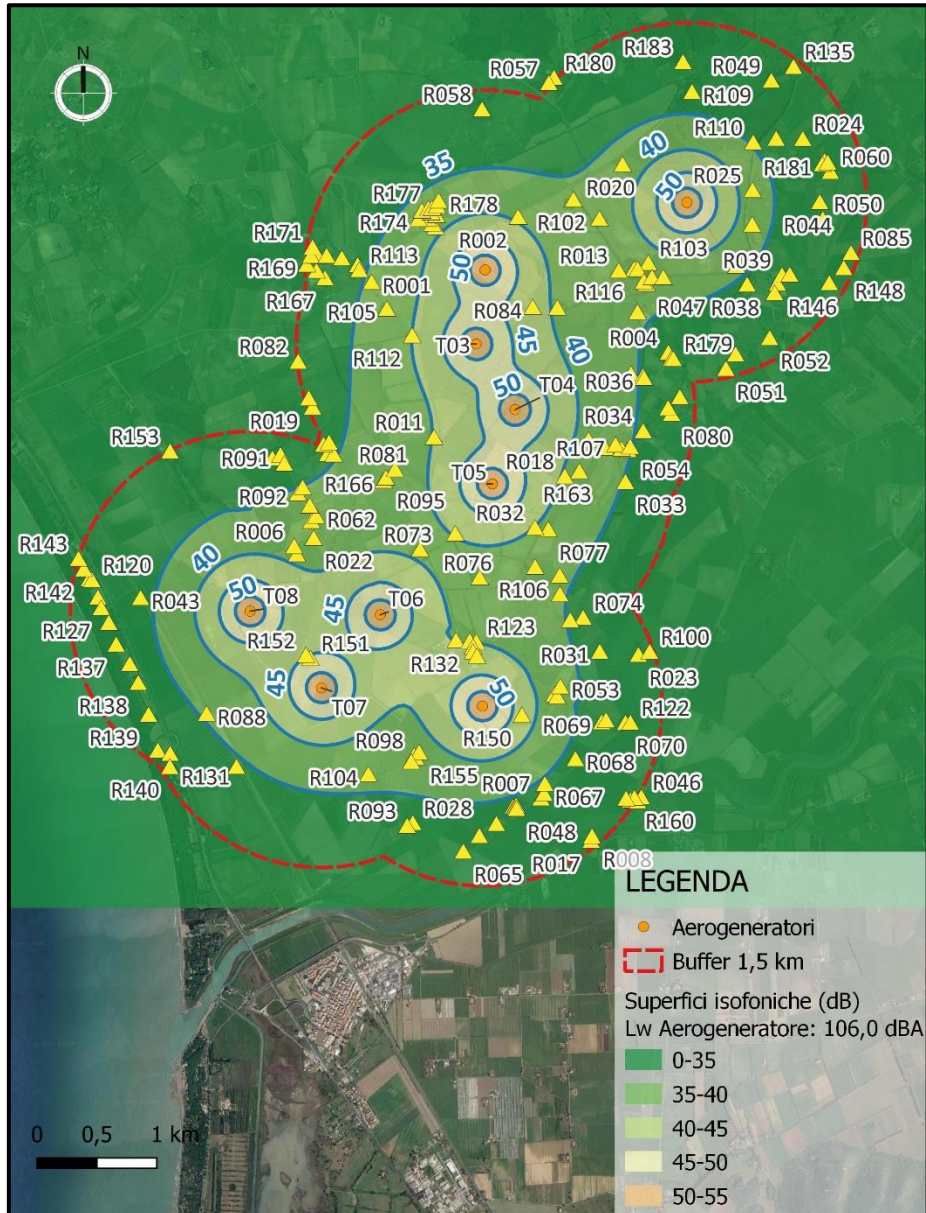 N
R183
R135
R057
R180
R049
R058
R109
R110
R024
40
35
R181
R060
R025
R177
R020
50
R178
R050
R174
R102
R044
R171
R002
R103
R085
R113
R013
R039
R169
50
R167
R001
R116
R148
R146
R105
R084
R047
R038
R004
R112
T03
45
40
R179
R052
R082
50
T04
R036
R051
R019
R011
R034
R080
R153
R091
R081
R018
R107
T05
R054
R166
R163
R092
R095
R033
R062
R032
R006
R073
R077
R143
R022
R076
40
R120
R106
50
T08
T06
R142
R043
45
R074
R127
R152
R151
R123
R100
R132
R031
R137
45
R023
T07
50
R053
R138
R088
R150
R122
R069
R139
R098
R070
R068
R104
R155
R140
R131
R007
R046
R067
R093
R028
R160
R048
R065
R017
R008
LEGENDA
Aerogeneratori
Buffer 1,5 km
Superfici isofoniche (dB)
Lw Aerogeneratore: 106,0 dBA
0-35
35-40
40-45
45-50
50-55
0 0,5 1 km